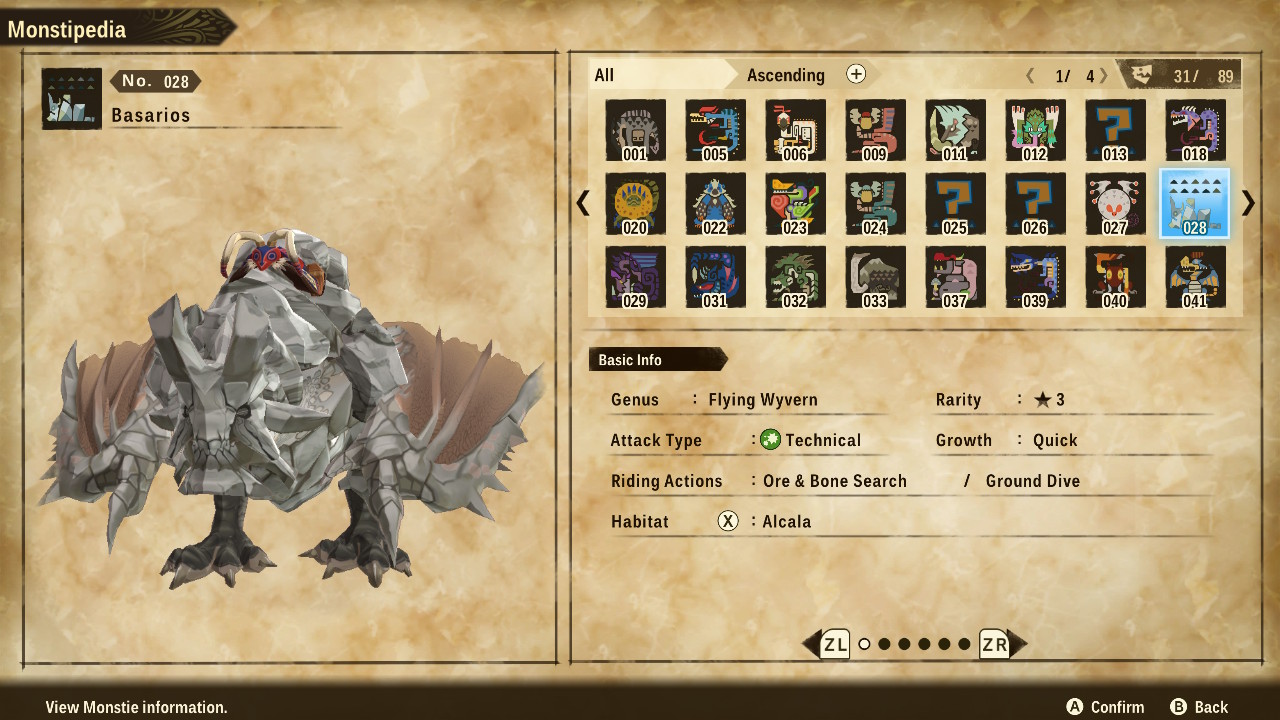 Monstipedia
No. 028
Basarios
All
Ascending
1/ 4
31/ 89
001 005 006 009 011 012 013 018
020 022 023 024 025 026 027 028
029 031 032 033 037 039 040 041
Basic Info
Genus : Flying Wyvern
Rarity : ★ 3
Attack Type : Technical
Growth : Quick
Riding Actions : Ore & Bone Search / Ground Dive
Habitat X : Alcala
ZL ZR
View Monstie information.
A Confirm B Back